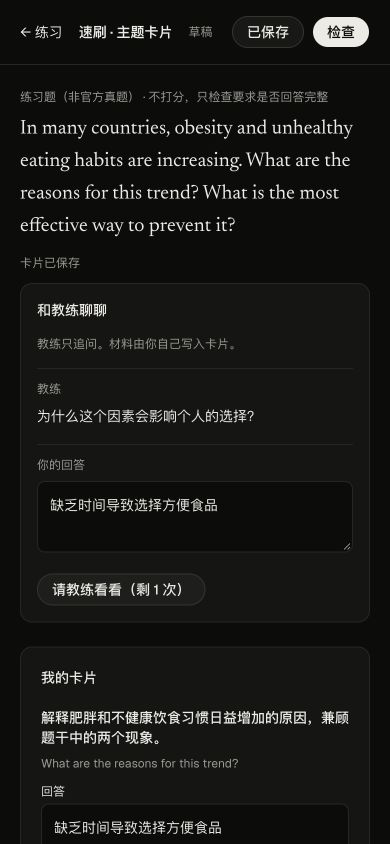 ← 练习 速刷 · 主题卡片 草稿 已保存 检查
练习题（非官方真题） · 不打分，只检查要求是否回答完整
In many countries, obesity and unhealthy
eating habits are increasing. What are the
reasons for this trend? What is the most
effective way to prevent it?
卡片已保存
和教练聊聊
教练只追问。材料由你自己写入卡片。
教练
为什么这个因素会影响个人的选择？
你的回答
缺乏时间导致选择方便食品
请教练看看（剩 1 次）
我的卡片
解释肥胖和不健康饮食习惯日益增加的原因，兼顾
题干中的两个现象。
What are the reasons for this trend?
回答
缺乏时间导致选择方便食品